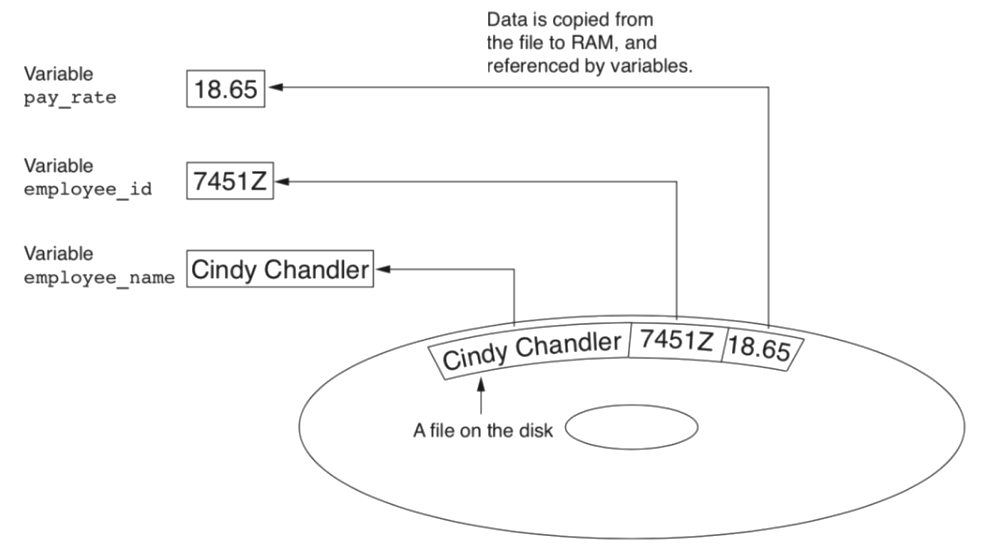 Data is copied from
the file to RAM, and
referenced by variables.
Variable
pay_rate
18.65
Variable
employee_id
7451Z
Variable
employee_name
Cindy Chandler
Cindy Chandler 7451Z 18.65
A file on the disk